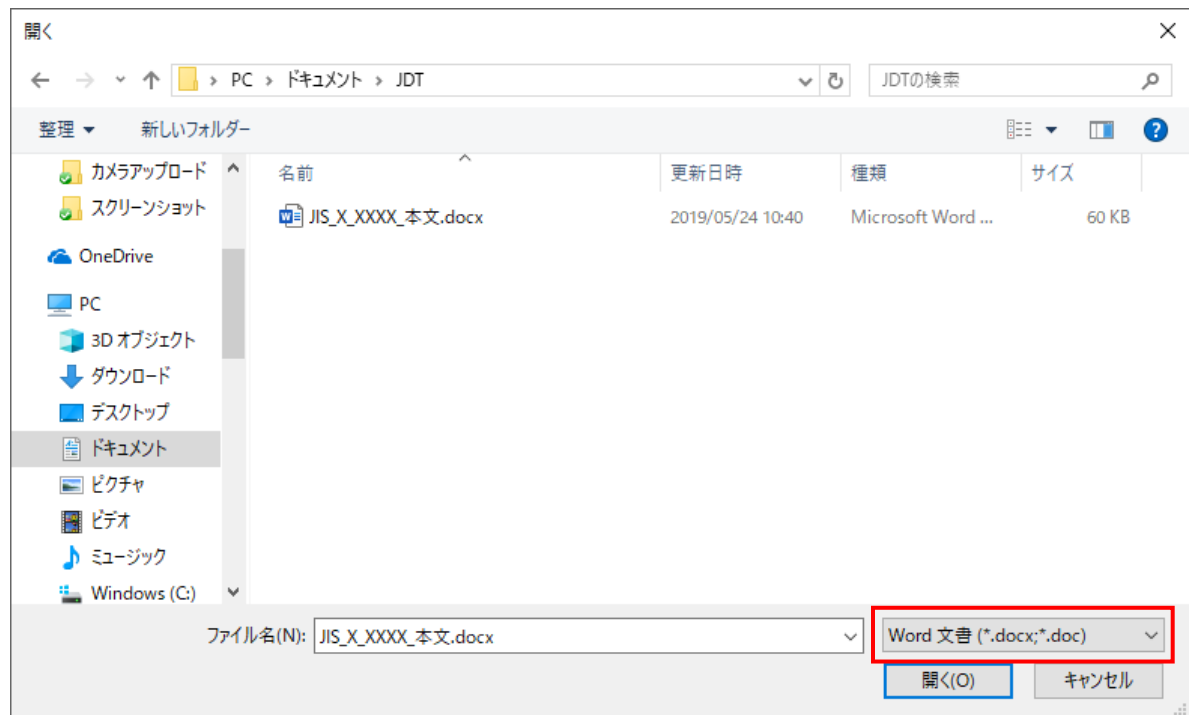 開く
PC › ドキュメント › JDT
JDTの検索
整理
新しいフォルダー
カメラアップロード
スクリーンショット
OneDrive
PC
3D オブジェクト
ダウンロード
デスクトップ
ドキュメント
ピクチャ
ビデオ
ミュージック
Windows (C:)
名前 更新日時 種類 サイズ
JIS_X_XXXX_本文.docx 2019/05/24 10:40 Microsoft Word ... 60 KB
ファイル名(N): JIS_X_XXXX_本文.docx
Word 文書 (*.docx;*.doc)
開く(O)
キャンセル